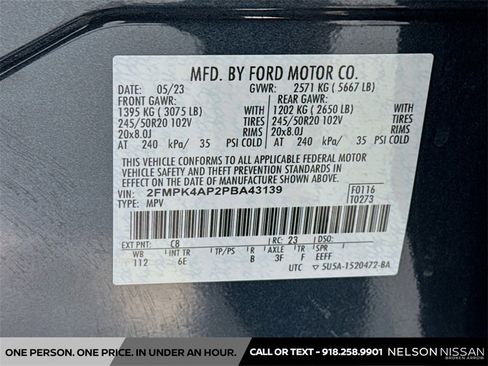 MFD. BY FORD MOTOR CO.
DATE: 05/23 GVWR: 2571 KG ( 5667 LB)
FRONT GAWR: REAR GAWR:
1395 KG ( 3075 LB) WITH 1202 KG ( 2650 LB) WITH
245/50R20 102V TIRES 245/50R20 102V TIRES
20x8.0J RIMS 20x8.0J RIMS
AT 240 kPa/ 35 PSI COLD AT 240 kPa/ 35 PSI COLD
THIS VEHICLE CONFORMS TO ALL APPLICABLE FEDERAL MOTOR
VEHICLE SAFETY AND THEFT PREVENTION STANDARDS
IN EFFECT ON THE DATE OF MANUFACTURE SHOWN ABOVE.
VIN: 2FMPK4AP2PBA43139 F0116
TYPE: MPV T0273
EXT PNT: C8 RC: 23 DSO:
WB INT TR TP/PS R AXLE TR SPR
112 6E B 3F F EEFF
UTC 5U5A-1520472-BA
ONE PERSON. ONE PRICE. IN UNDER AN HOUR. CALL OR TEXT - 918.258.9901 NELSON NISSAN
BROKEN ARROW